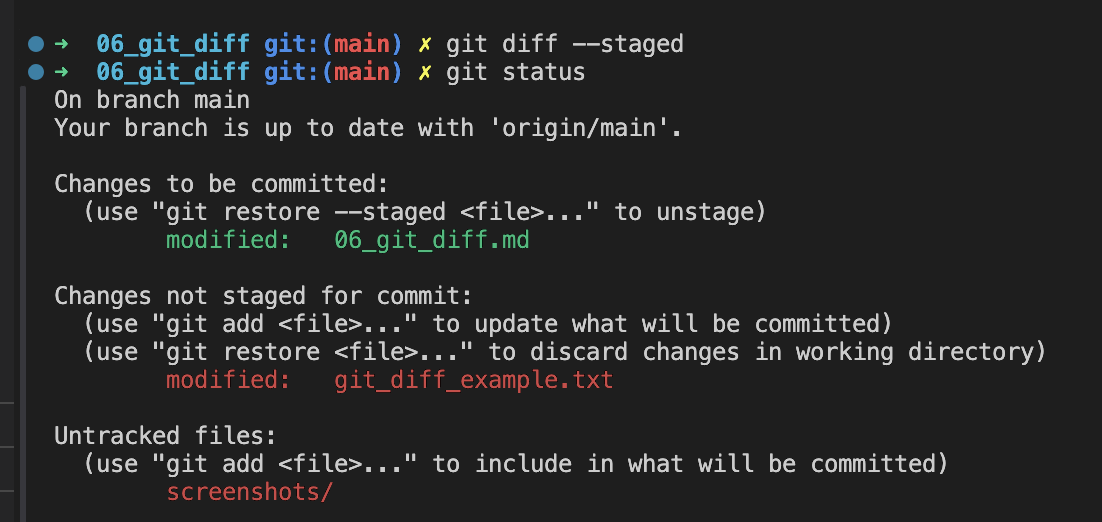 ➜  06_git_diff git:(main) ✗ git diff --staged
➜  06_git_diff git:(main) ✗ git status
On branch main
Your branch is up to date with 'origin/main'.

Changes to be committed:
  (use "git restore --staged <file>..." to unstage)
        modified:   06_git_diff.md

Changes not staged for commit:
  (use "git add <file>..." to update what will be committed)
  (use "git restore <file>..." to discard changes in working directory)
        modified:   git_diff_example.txt

Untracked files:
  (use "git add <file>..." to include in what will be committed)
        screenshots/